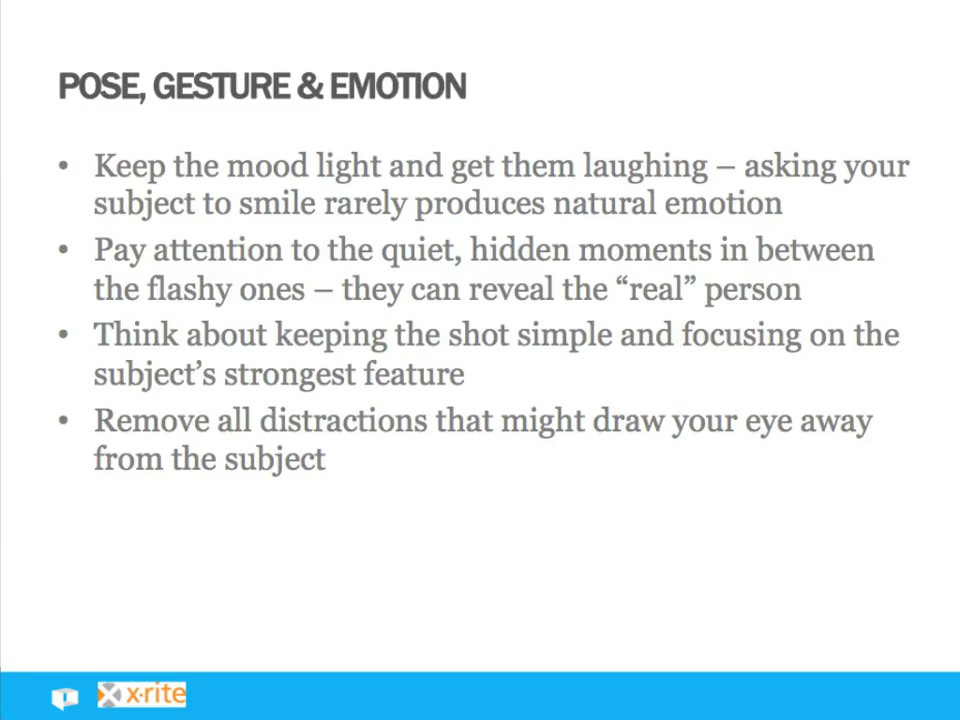 POSE, GESTURE & EMOTION
• Keep the mood light and get them laughing – asking your
subject to smile rarely produces natural emotion
• Pay attention to the quiet, hidden moments in between
the flashy ones – they can reveal the “real” person
• Think about keeping the shot simple and focusing on the
subject’s strongest feature
• Remove all distractions that might draw your eye away
from the subject
x·rite